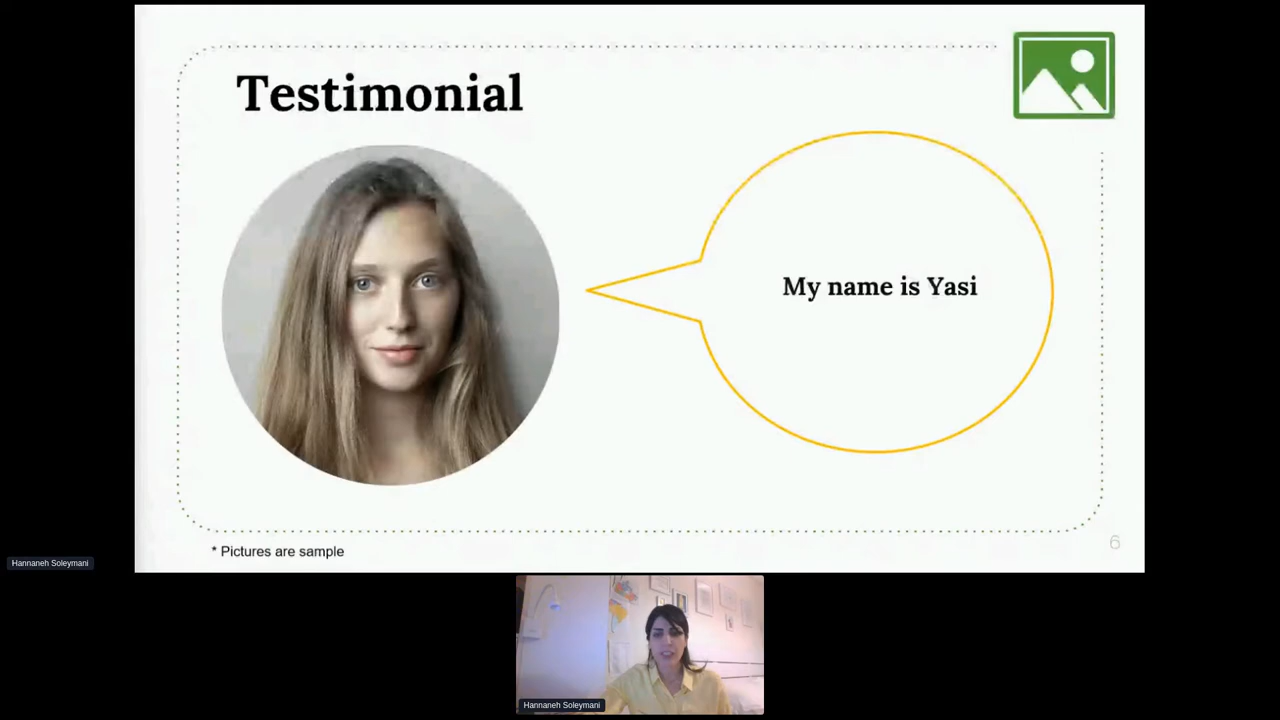 Testimonial
My name is Yasi
* Pictures are sample
6
Hannaneh Soleymani
Hannaneh Soleymani